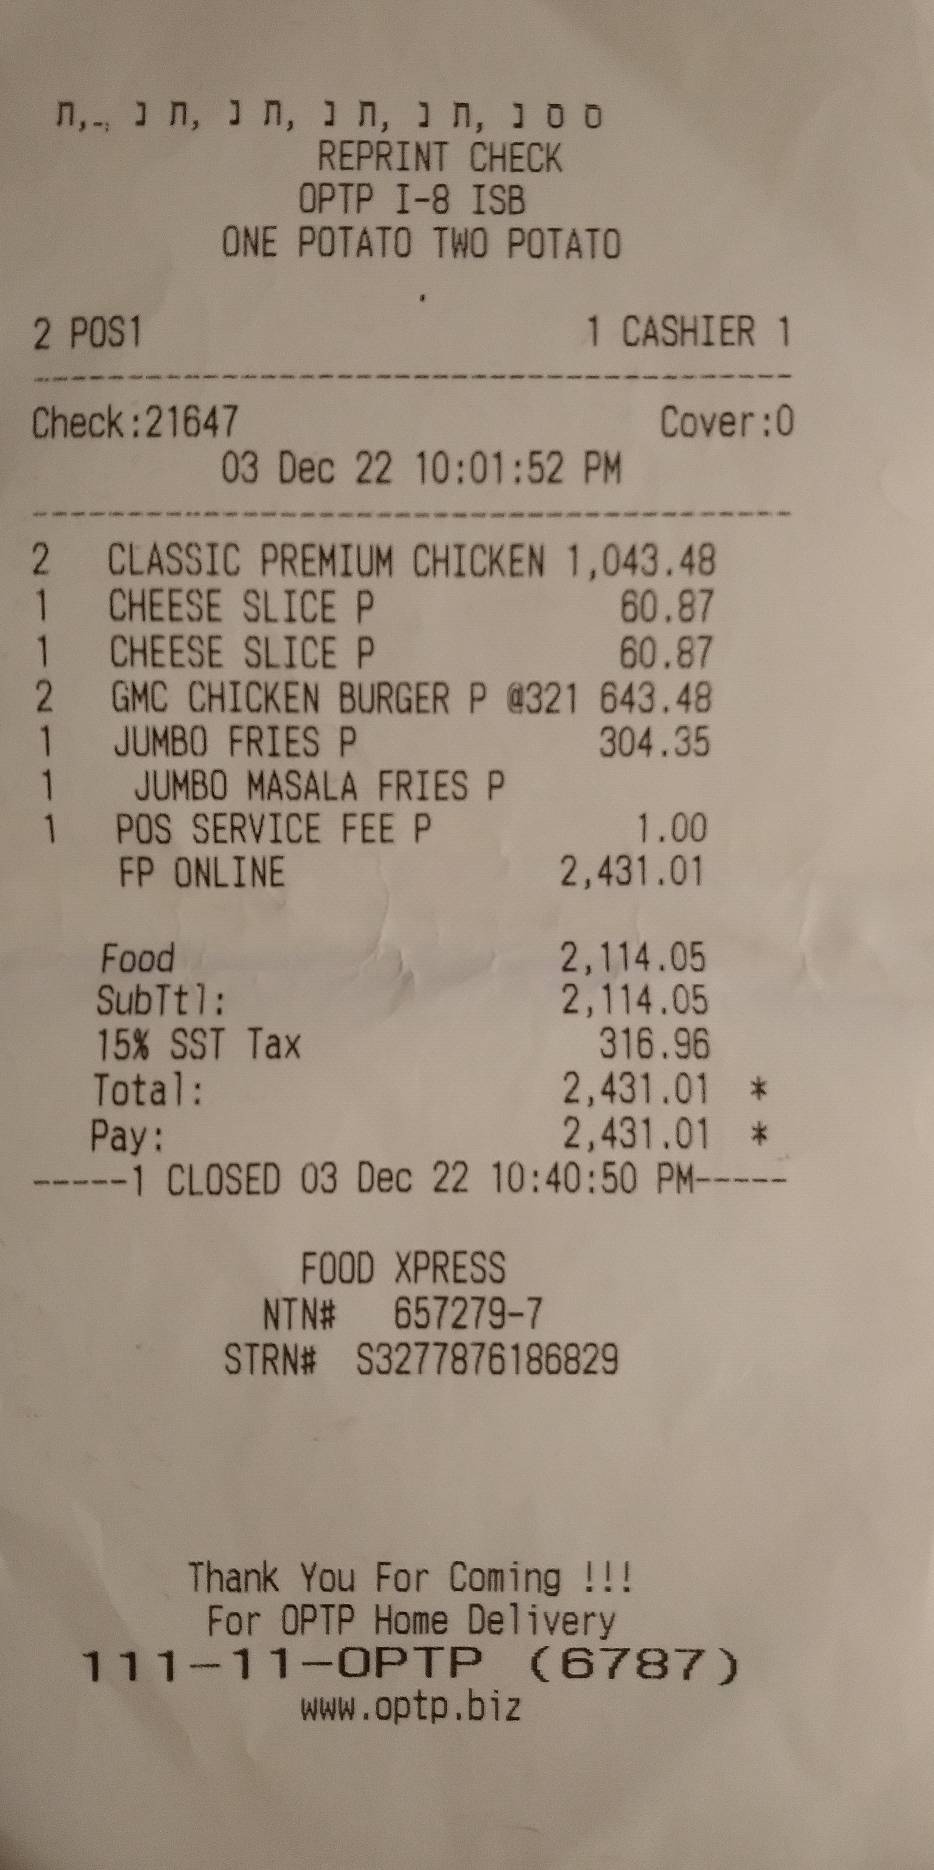 ת,ـ; נ ת, נ ת, נ ת, נ ת, נ ם ם
REPRINT CHECK
OPTP I-8 ISB
ONE POTATO TWO POTATO
2 POS1 1 CASHIER 1
----------------------------------------
Check:21647 Cover:0
03 Dec 22 10:01:52 PM
----------------------------------------
2 CLASSIC PREMIUM CHICKEN 1,043.48
1 CHEESE SLICE P 60.87
1 CHEESE SLICE P 60.87
2 GMC CHICKEN BURGER P @321 643.48
1 JUMBO FRIES P 304.35
1 JUMBO MASALA FRIES P
1 POS SERVICE FEE P 1.00
FP ONLINE 2,431.01
Food 2,114.05
SubTtl: 2,114.05
15% SST Tax 316.96
Total: 2,431.01 *
Pay: 2,431.01 *
-----1 CLOSED 03 Dec 22 10:40:50 PM-----
FOOD XPRESS
NTN# 657279-7
STRN# S3277876186829
Thank You For Coming !!!
For OPTP Home Delivery
111-11-OPTP (6787)
www.optp.biz